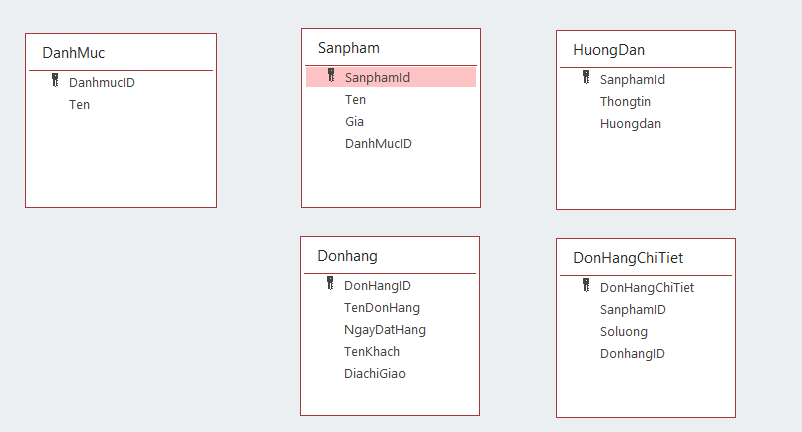 DanhMuc
DanhmucID
Ten
Sanpham
SanphamId
Ten
Gia
DanhMucID
HuongDan
SanphamId
Thongtin
Huongdan
Donhang
DonHangID
TenDonHang
NgayDatHang
TenKhach
DiachiGiao
DonHangChiTiet
DonHangChiTiet
SanphamID
Soluong
DonhangID